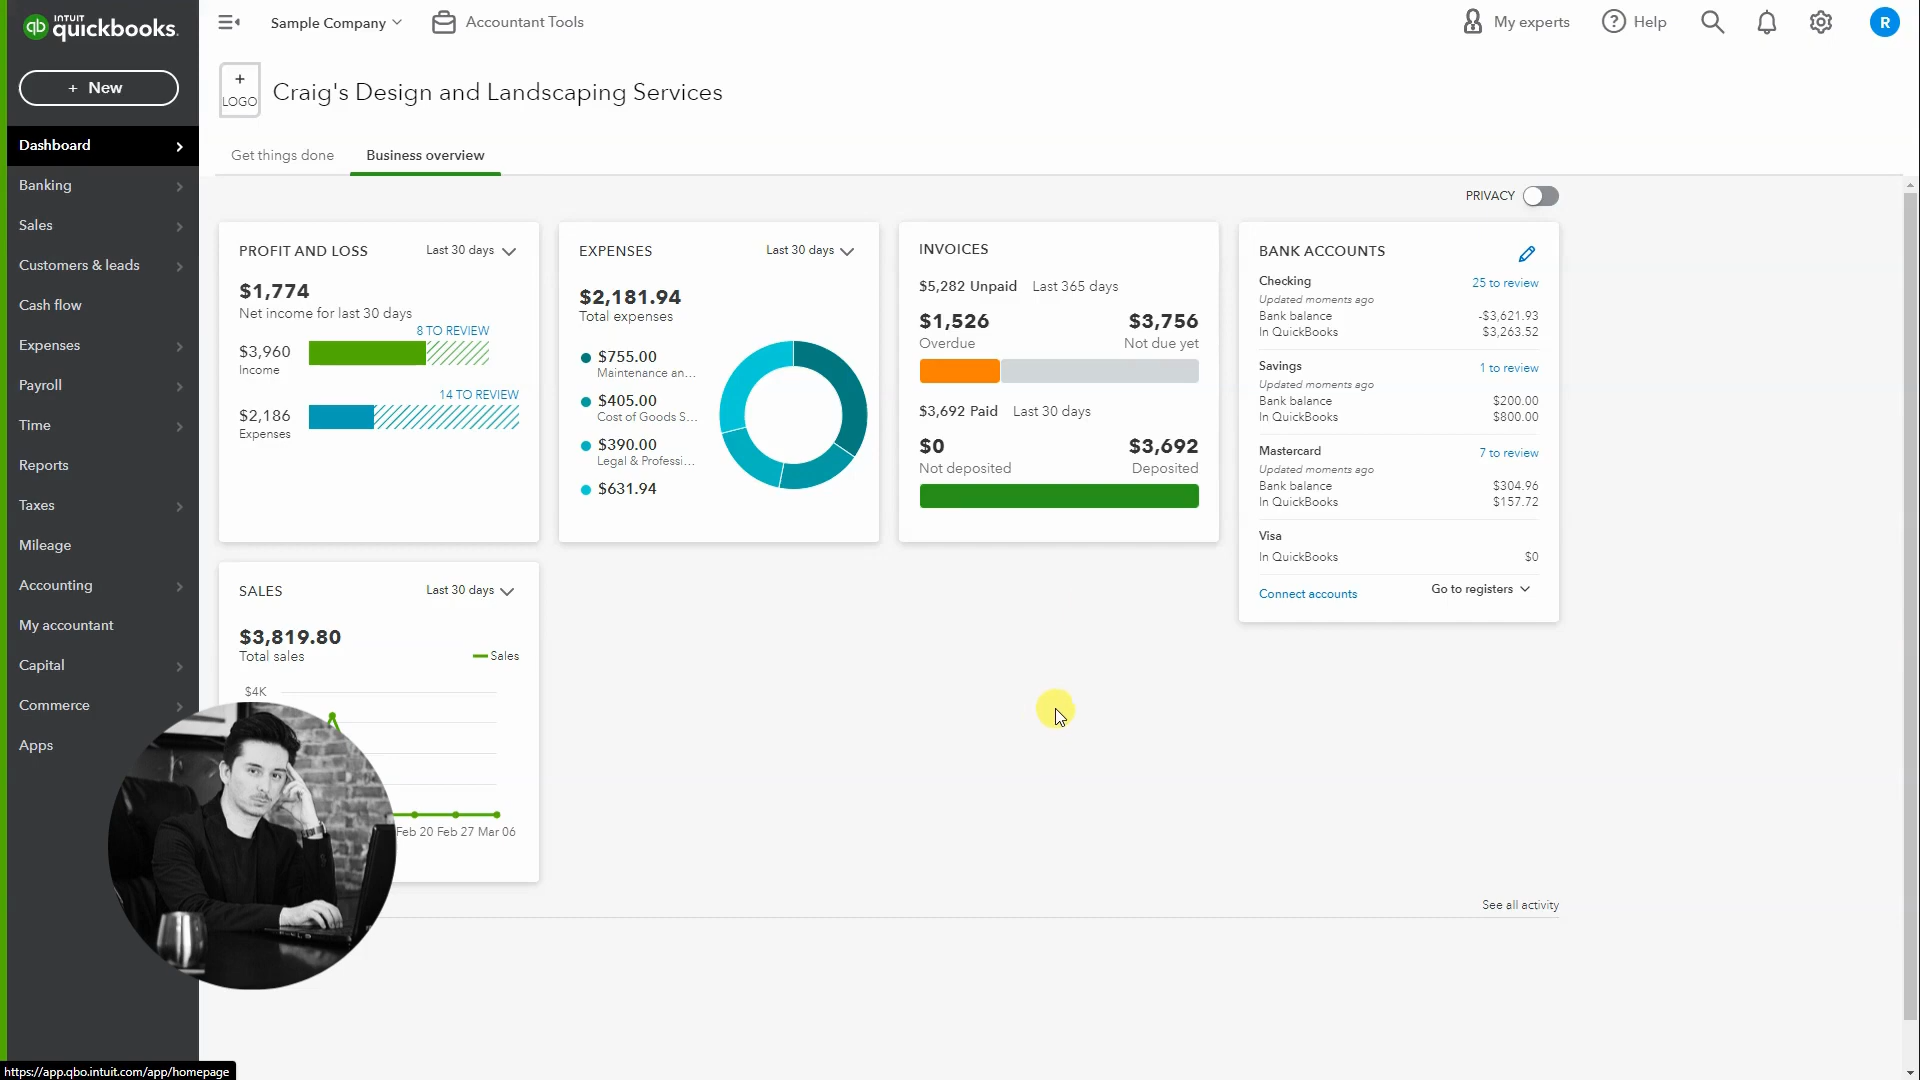 INTUIT
quickbooks.
Sample Company
Accountant Tools
My experts
Help
R
+ New
+
LOGO
Craig's Design and Landscaping Services
Dashboard
Banking
Sales
Customers & leads
Cash flow
Expenses
Payroll
Time
Reports
Taxes
Mileage
Accounting
My accountant
Capital
Commerce
Apps
Get things done
Business overview
PRIVACY
PROFIT AND LOSS
Last 30 days
$1,774
Net income for last 30 days
8 TO REVIEW
$3,960
Income
14 TO REVIEW
$2,186
Expenses
EXPENSES
Last 30 days
$2,181.94
Total expenses
$755.00
Maintenance an...
$405.00
Cost of Goods S...
$390.00
Legal & Professi...
$631.94
INVOICES
$5,282 Unpaid Last 365 days
$1,526 $3,756
Overdue Not due yet
$3,692 Paid Last 30 days
$0 $3,692
Not deposited Deposited
BANK ACCOUNTS
Checking 25 to review
Updated moments ago
Bank balance -$3,621.93
In QuickBooks $3,263.52
Savings 1 to review
Updated moments ago
Bank balance $200.00
In QuickBooks $800.00
Mastercard 7 to review
Updated moments ago
Bank balance $304.96
In QuickBooks $157.72
Visa
In QuickBooks $0
Connect accounts Go to registers
SALES
Last 30 days
$3,819.80
Total sales
Sales
$4K
Feb 20 Feb 27 Mar 06
See all activity
https://app.qbo.intuit.com/app/homepage